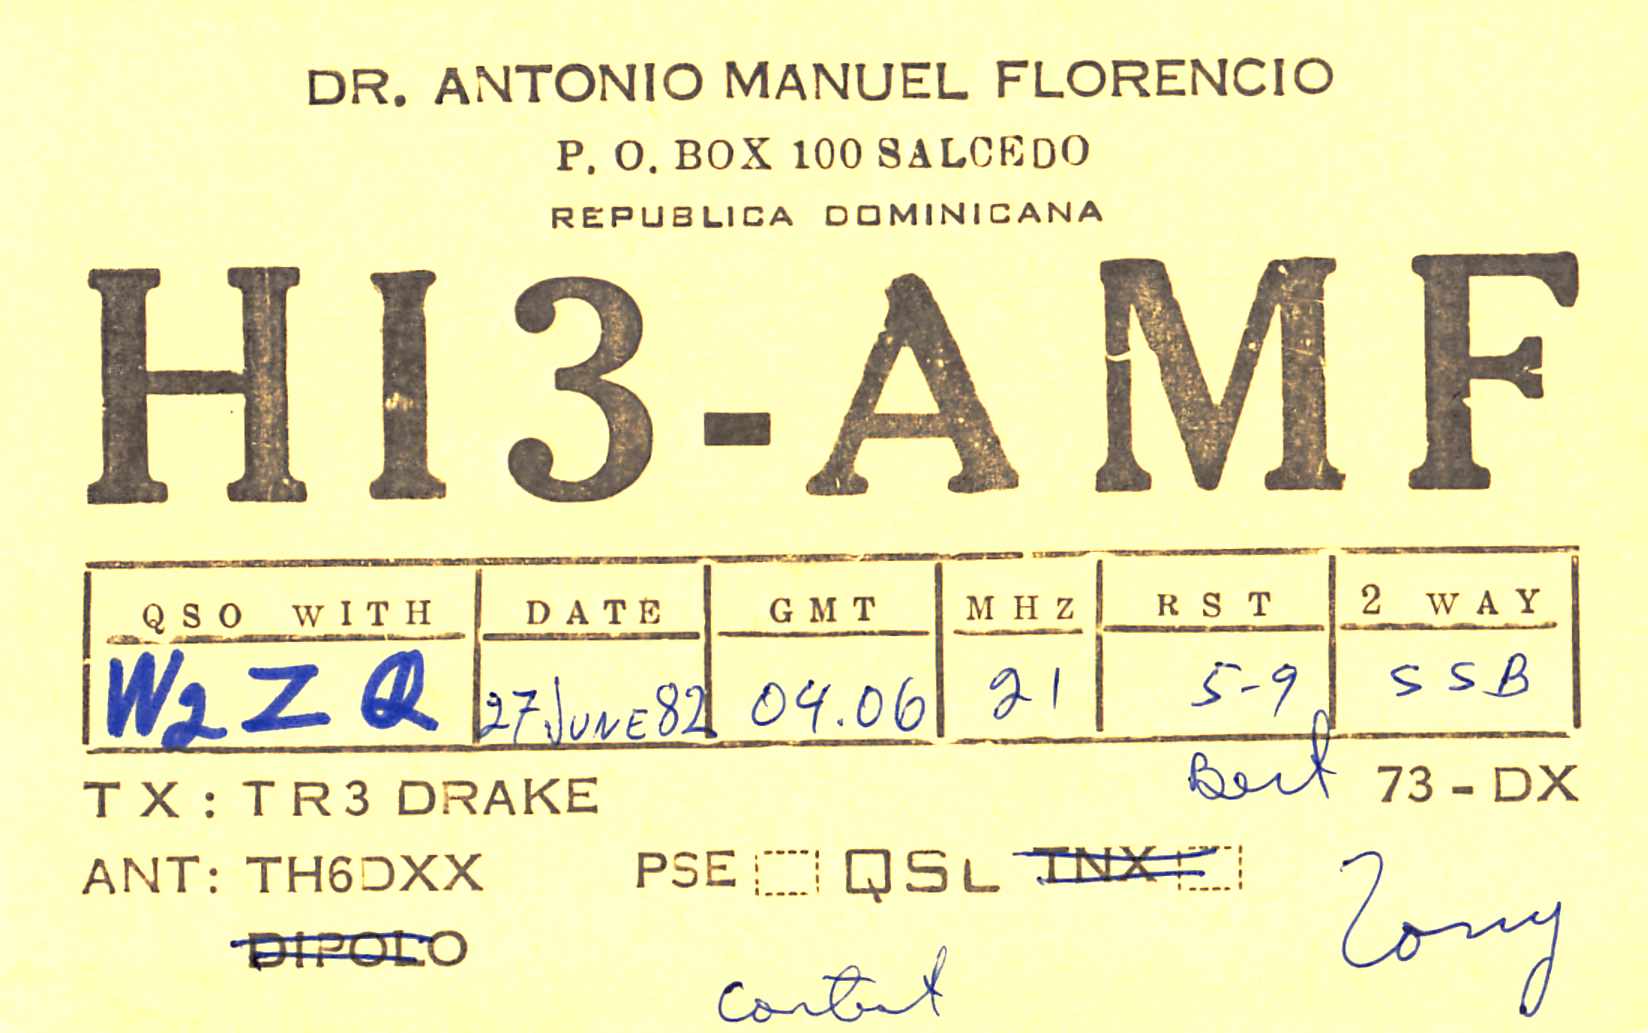 DR. ANTONIO MANUEL FLORENCIO
P. O. BOX 100 SALCEDO
REPUBLICA DOMINICANA
HI3-AMF
QSO WITH DATE GMT MHZ RST 2 WAY
W2ZQ 27 JUNE 82 04.06 21 5-9 SSB
TX: TR3 DRAKE Best 73 - DX
ANT: TH6DXX PSE QSL TNX
DIPOLO Tony